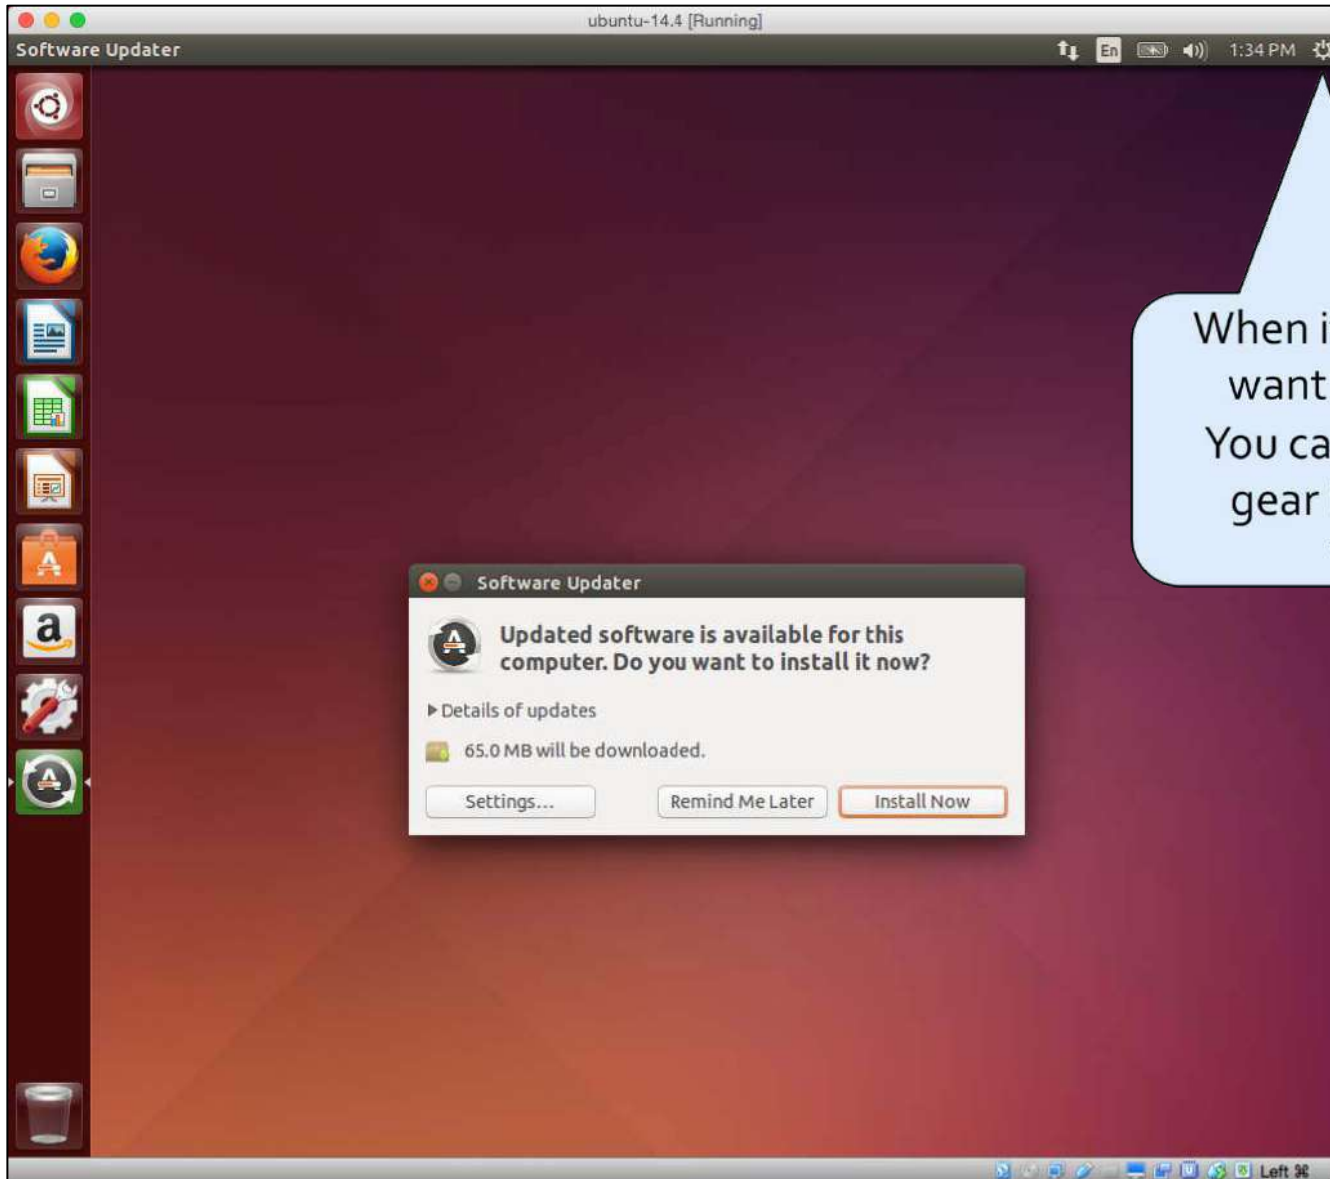 ubuntu-14.4 [Running]
Software Updater
En
1:34 PM
When i
want
You ca
gear
Software Updater
Updated software is available for this
computer. Do you want to install it now?
Details of updates
65.0 MB will be downloaded.
Settings...
Remind Me Later
Install Now
Left ⌘